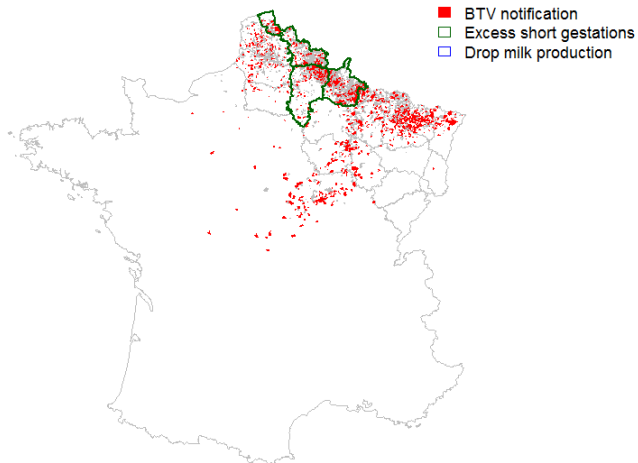 BTV notification
Excess short gestations
Drop milk production